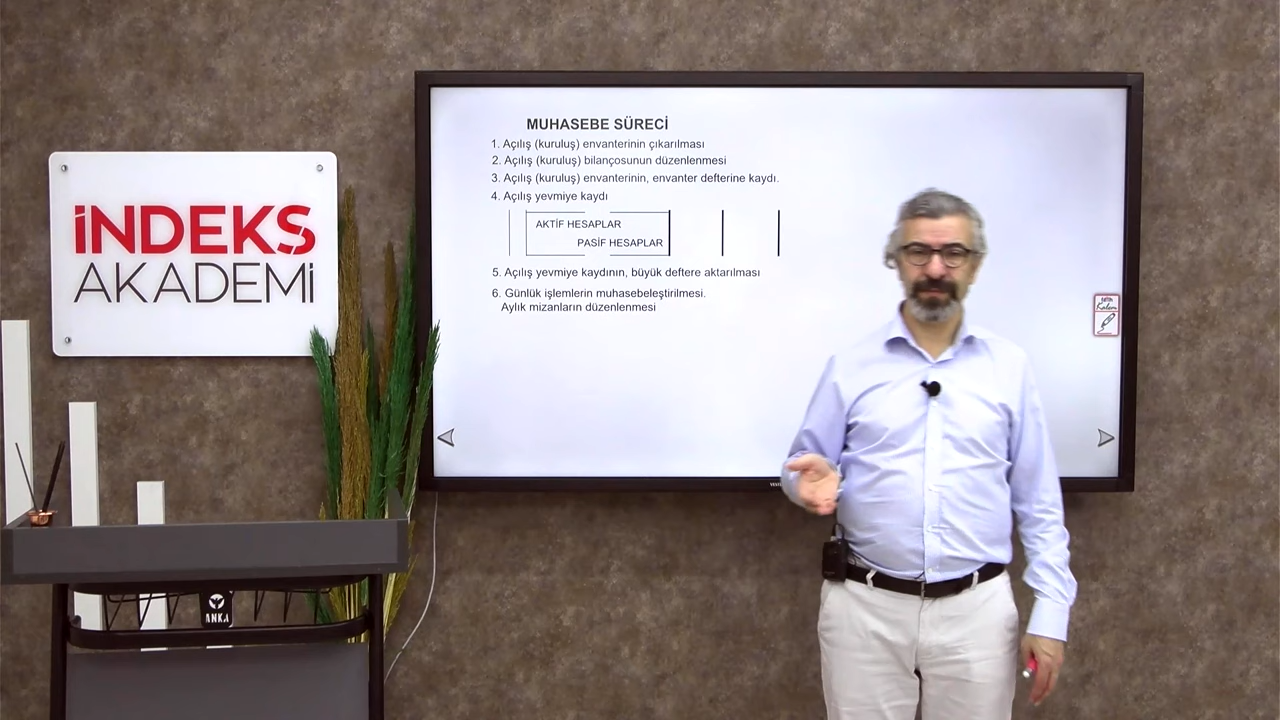 İNDEKS
AKADEMİ
MUHASEBE SÜRECİ
1. Açılış (kuruluş) envanterinin çıkarılması
2. Açılış (kuruluş) bilançosunun düzenlenmesi
3. Açılış (kuruluş) envanterinin, envanter defterine kaydı.
4. Açılış yevmiye kaydı
AKTİF HESAPLAR
PASİF HESAPLAR
5. Açılış yevmiye kaydının, büyük deftere aktarılması
6. Günlük işlemlerin muhasebeleştirilmesi.
Aylık mizanların düzenlenmesi
Kalem
ANKA